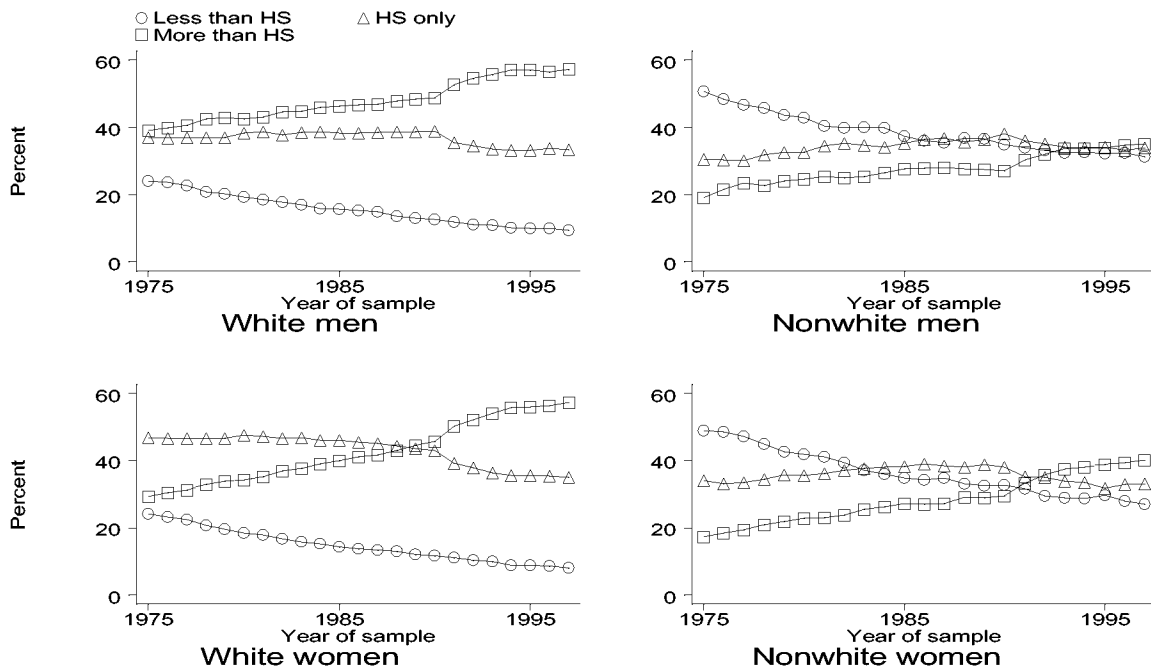 Less than HS
HS only
More than HS
60
40
20
0
Percent
1975
1985
1995
Year of sample
White men
60
40
20
0
1975
1985
1995
Year of sample
Nonwhite men
60
40
20
0
Percent
1975
1985
1995
Year of sample
White women
60
40
20
0
1975
1985
1995
Year of sample
Nonwhite women